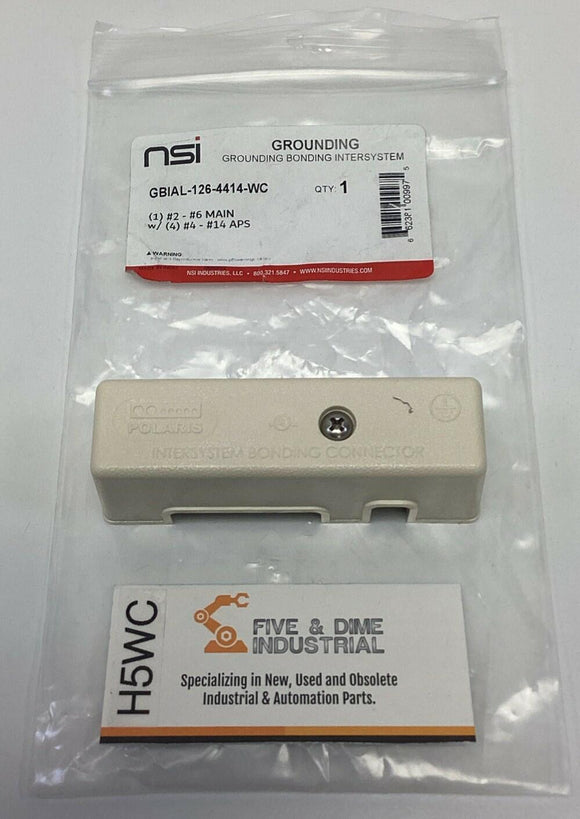 nsi
GROUNDING
GROUNDING BONDING INTERSYSTEM
GBIAL-126-4414-WC
QTY: 1
(1) #2 - #6 MAIN
w/ (4) #4 - #14 APS
WARNING
NSI INDUSTRIES, LLC • 800.321.5847 • WWW.NSIINDUSTRIES.COM
POLARIS
INTERSYSTEM BONDING CONNECTOR
H5WC
FIVE & DIME
INDUSTRIAL
Specializing in New, Used and Obsolete
Industrial & Automation Parts.